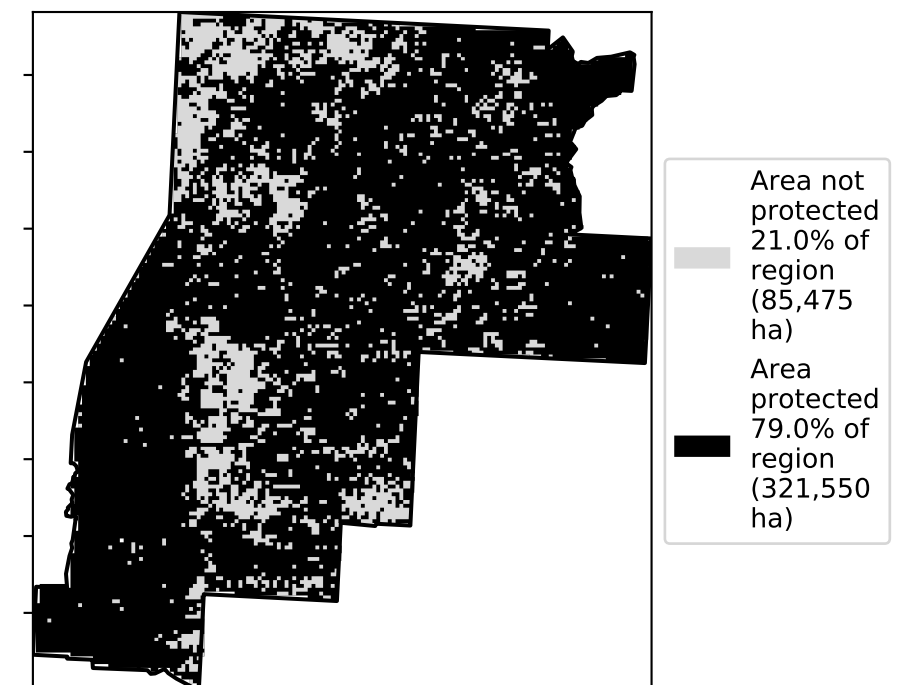 Area not
protected
21.0% of
region
(85,475
ha)
Area
protected
79.0% of
region
(321,550
ha)